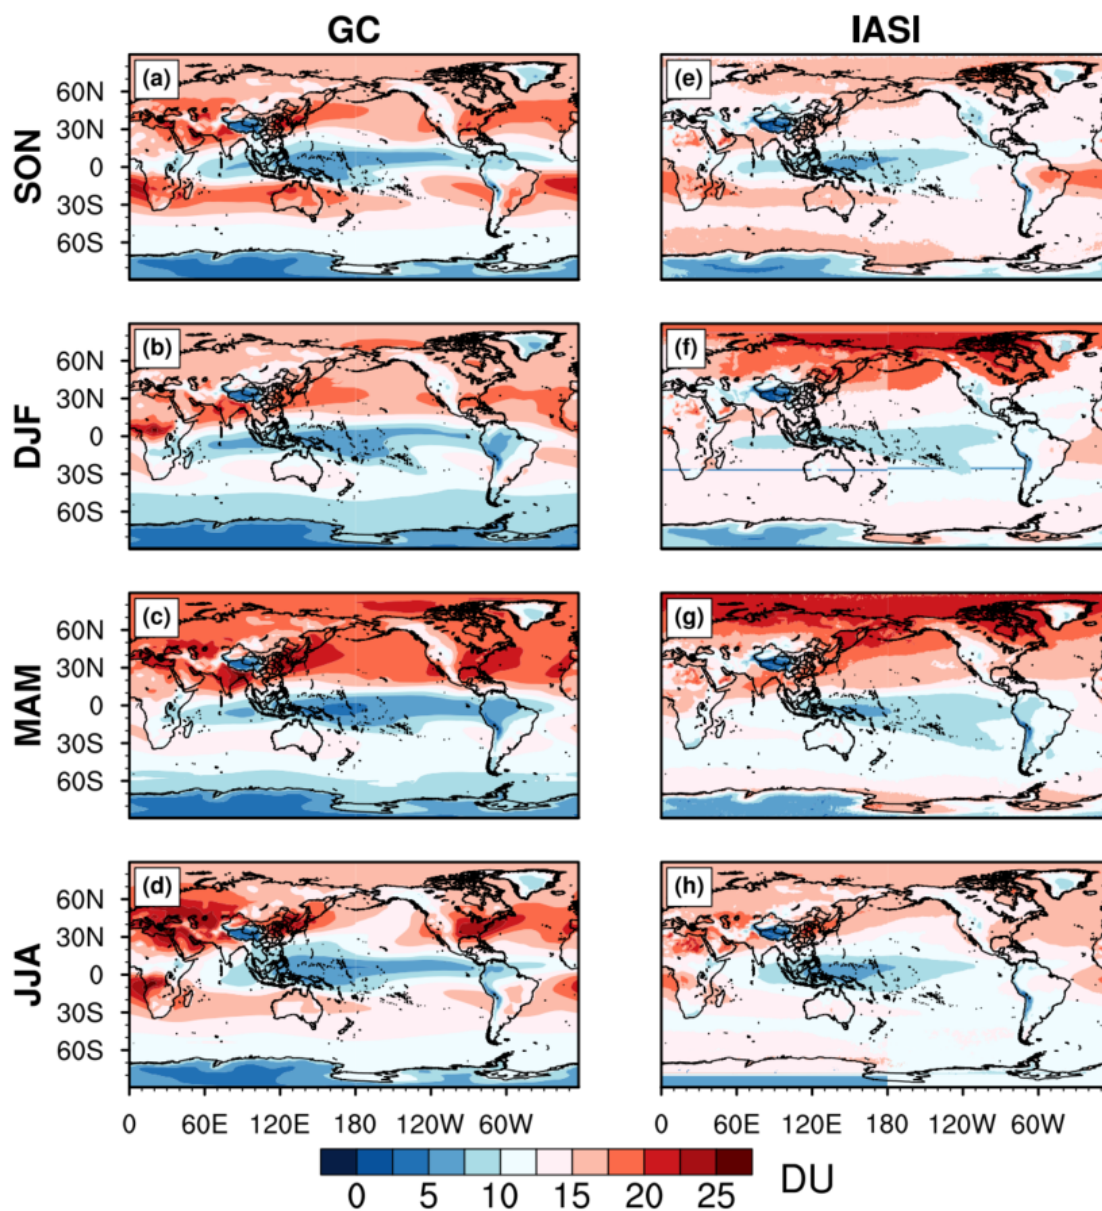 GC IASI
SON
(a) (e)
60N
30N
0
30S
60S
DJF
(b) (f)
60N
30N
0
30S
60S
MAM
(c) (g)
60N
30N
0
30S
60S
JJA
(d) (h)
60N
30N
0
30S
60S
0 60E 120E 180 120W 60W 0 60E 120E 180 120W 60W
0 5 10 15 20 25 DU